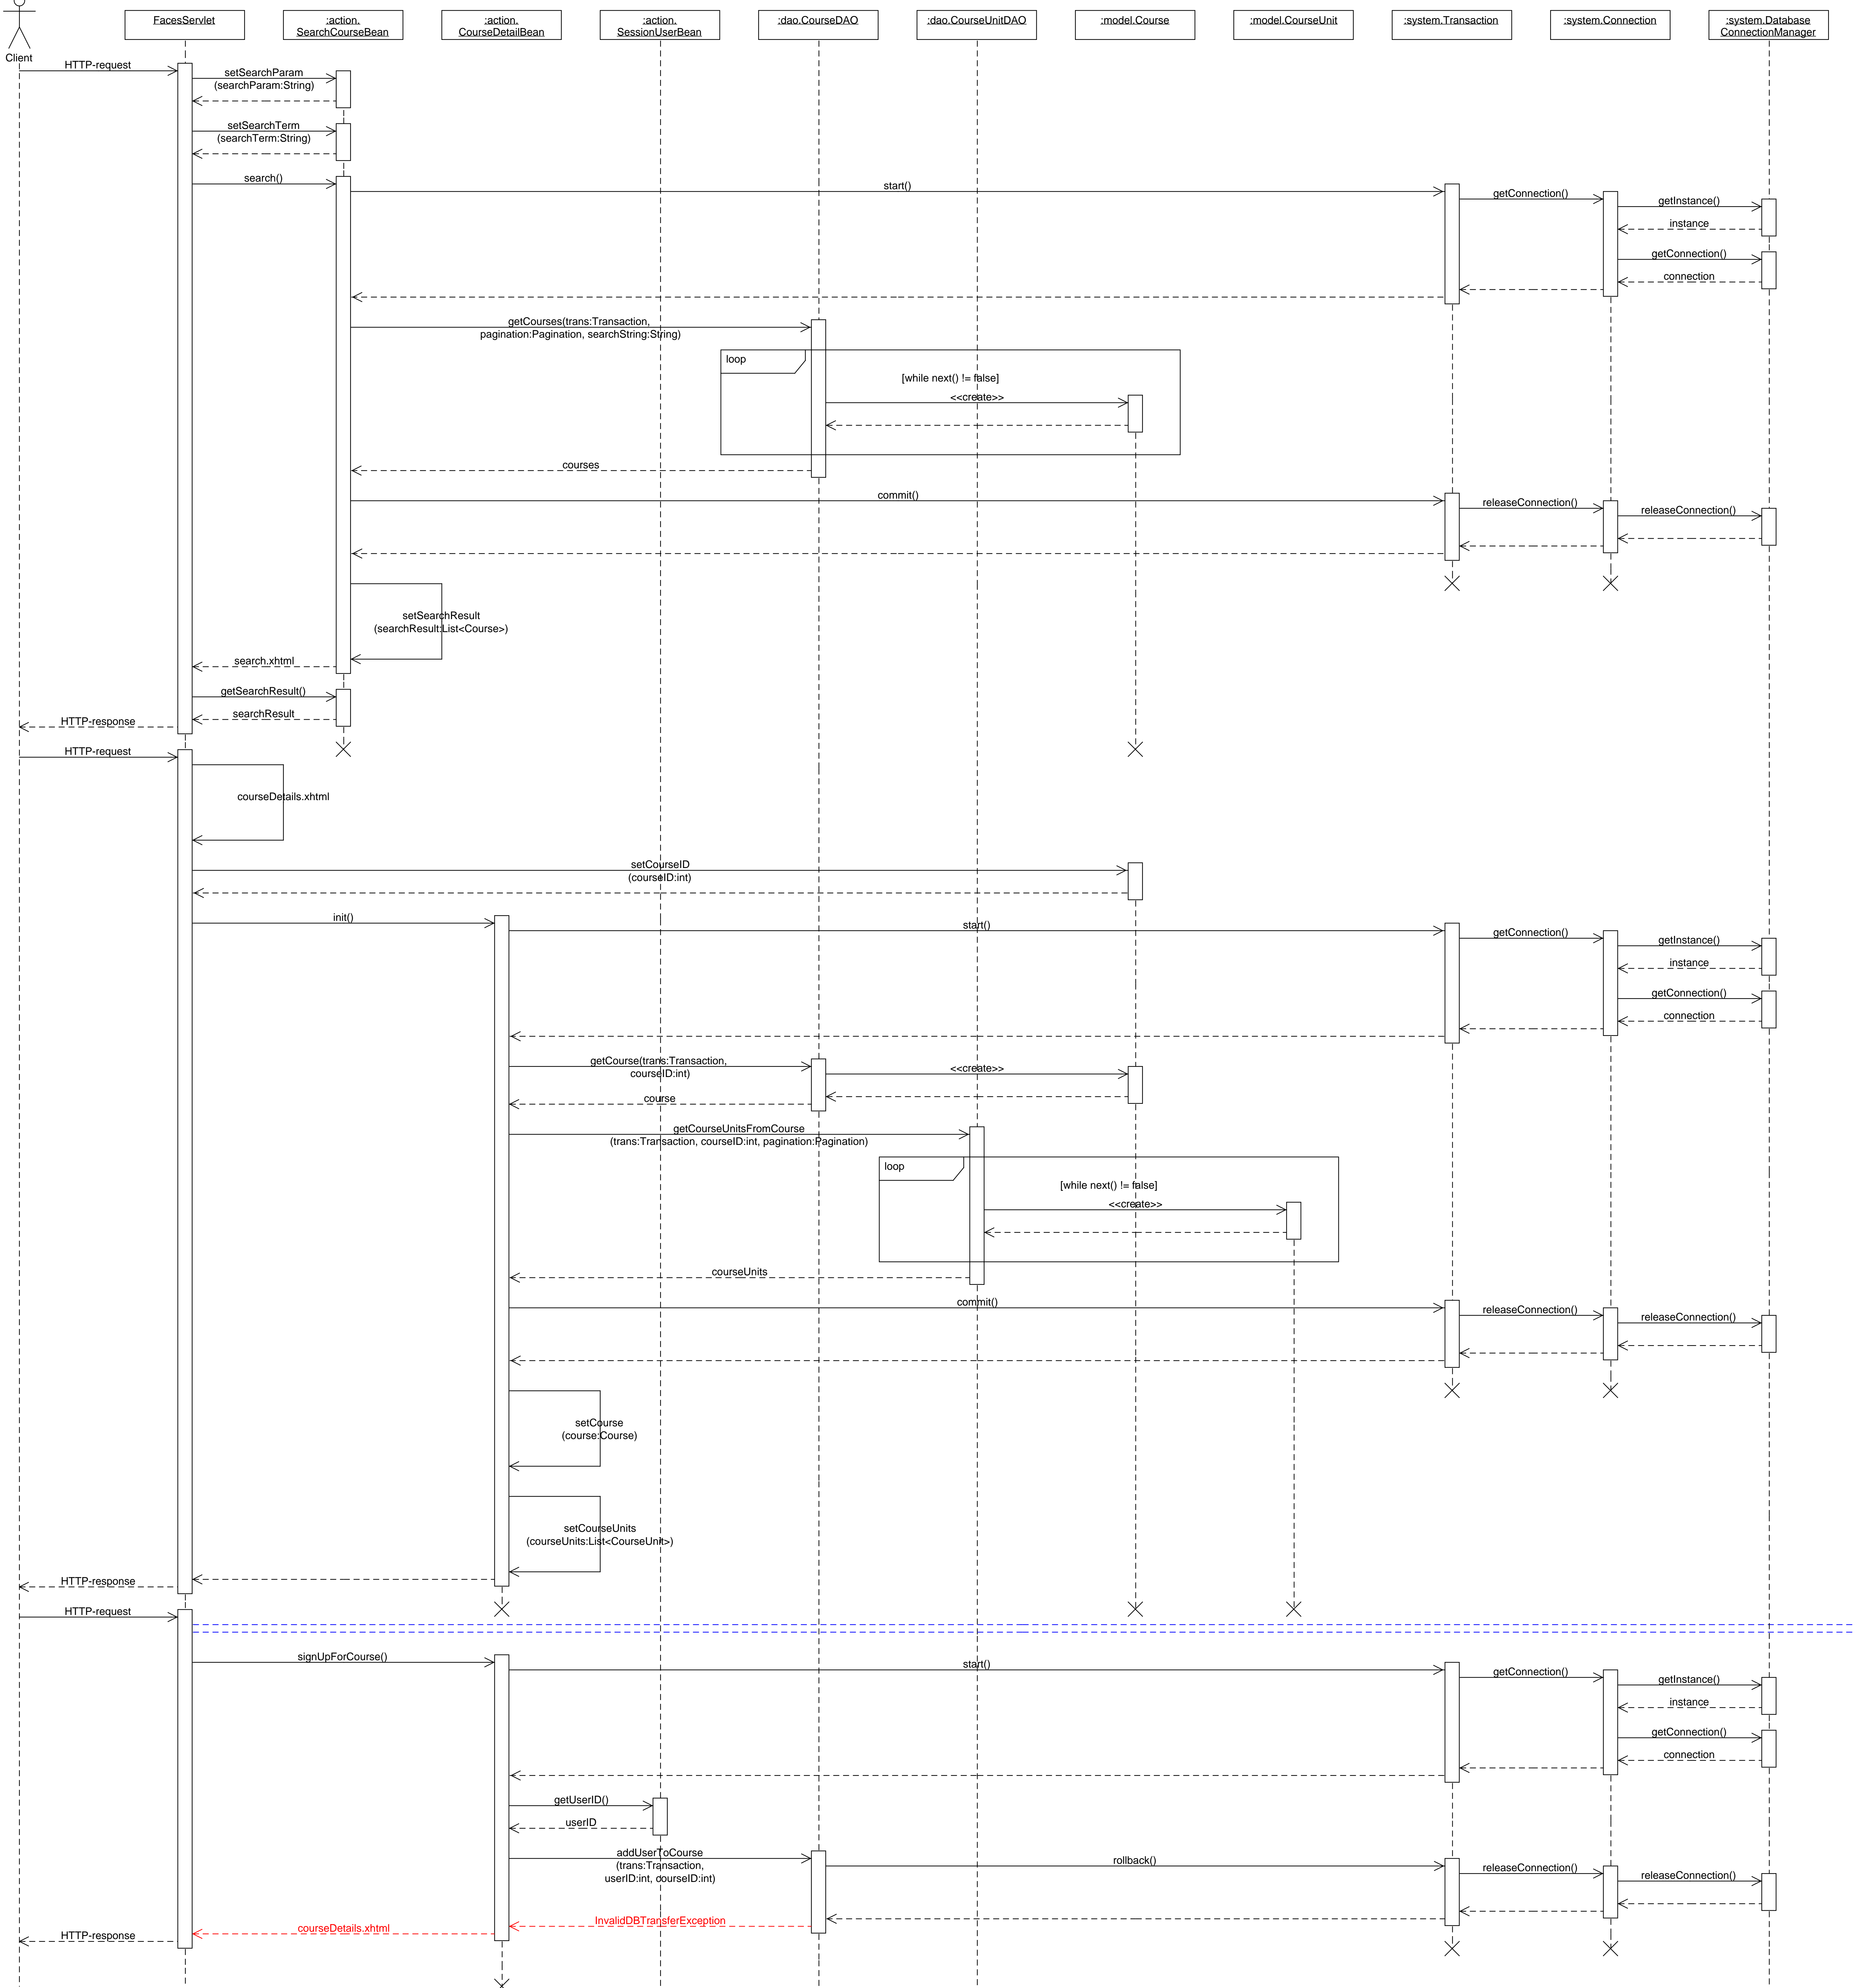 FacesServlet
:action.
SearchCourseBean
:action.
CourseDetailBean
:action.
SessionUserBean
:dao.CourseDAO
:dao.CourseUnitDAO
:model.Course
:model.CourseUnit
:system.Transaction
:system.Connection
:system.Database
ConnectionManager
Client
HTTP-request
setSearchParam
(searchParam:String)
setSearchTerm
(searchTerm:String)
search()
start()
getConnection()
getInstance()
instance
getConnection()
connection
getCourses(trans:Transaction,
pagination:Pagination, searchString:String)
loop
[while next() != false]
<<create>>
courses
commit()
releaseConnection()
releaseConnection()
setSearchResult
(searchResult:List<Course>)
search.xhtml
getSearchResult()
searchResult
HTTP-response
HTTP-request
courseDetails.xhtml
setCourseID
(courseID:int)
init()
start()
getConnection()
getInstance()
instance
getConnection()
connection
getCourse(trans:Transaction,
courseID:int)
<<create>>
course
getCourseUnitsFromCourse
(trans:Transaction, courseID:int, pagination:Pagination)
loop
[while next() != false]
<<create>>
courseUnits
commit()
releaseConnection()
releaseConnection()
setCourse
(course:Course)
setCourseUnits
(courseUnits:List<CourseUnit>)
HTTP-response
HTTP-request
signUpForCourse()
start()
getConnection()
getInstance()
instance
getConnection()
connection
getUserID()
userID
addUserToCourse
(trans:Transaction,
userID:int, courseID:int)
rollback()
releaseConnection()
releaseConnection()
InvalidDBTransferException
courseDetails.xhtml
HTTP-response